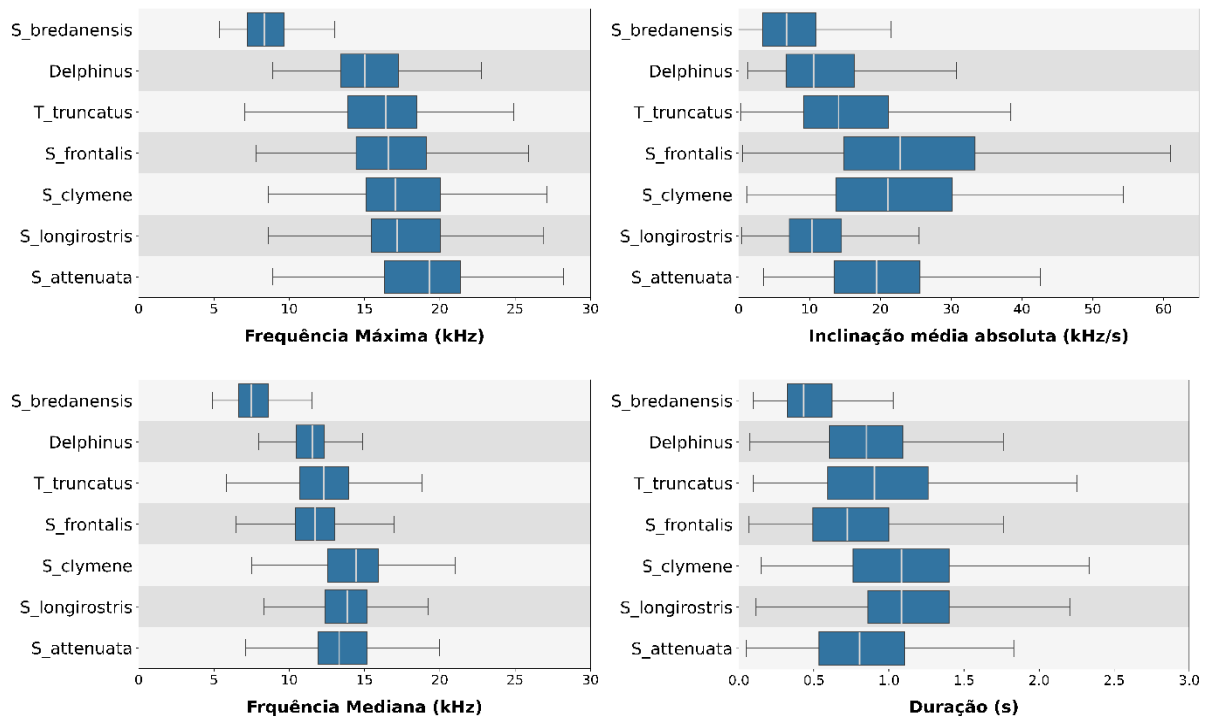 S_bredanensis
Delphinus
T_truncatus
S_frontalis
S_clymene
S_longirostris
S_attenuata
0 5 10 15 20 25 30
Frequência Máxima (kHz)
S_bredanensis
Delphinus
T_truncatus
S_frontalis
S_clymene
S_longirostris
S_attenuata
0 10 20 30 40 50 60
Inclinação média absoluta (kHz/s)
S_bredanensis
Delphinus
T_truncatus
S_frontalis
S_clymene
S_longirostris
S_attenuata
0 5 10 15 20 25 30
Frquência Mediana (kHz)
S_bredanensis
Delphinus
T_truncatus
S_frontalis
S_clymene
S_longirostris
S_attenuata
0.0 0.5 1.0 1.5 2.0 2.5 3.0
Duração (s)